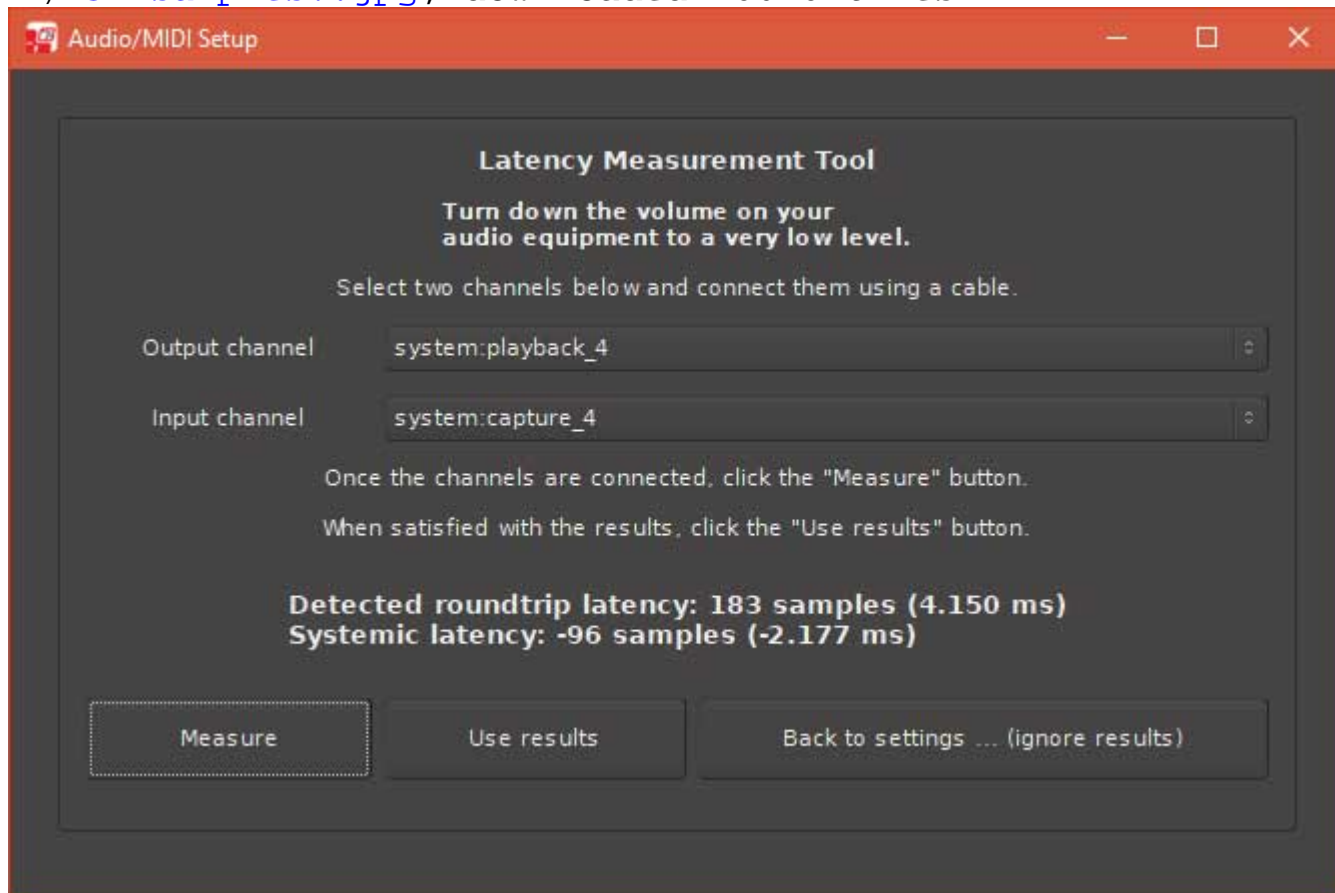 Audio/MIDI Setup
Latency Measurement Tool
Turn down the volume on your
audio equipment to a very low level.
Select two channels below and connect them using a cable.
Output channel system:playback_4
Input channel system:capture_4
Once the channels are connected, click the "Measure" button.
When satisfied with the results, click the "Use results" button.
Detected roundtrip latency: 183 samples (4.150 ms)
Systemic latency: -96 samples (-2.177 ms)
Measure Use results Back to settings ... (ignore results)